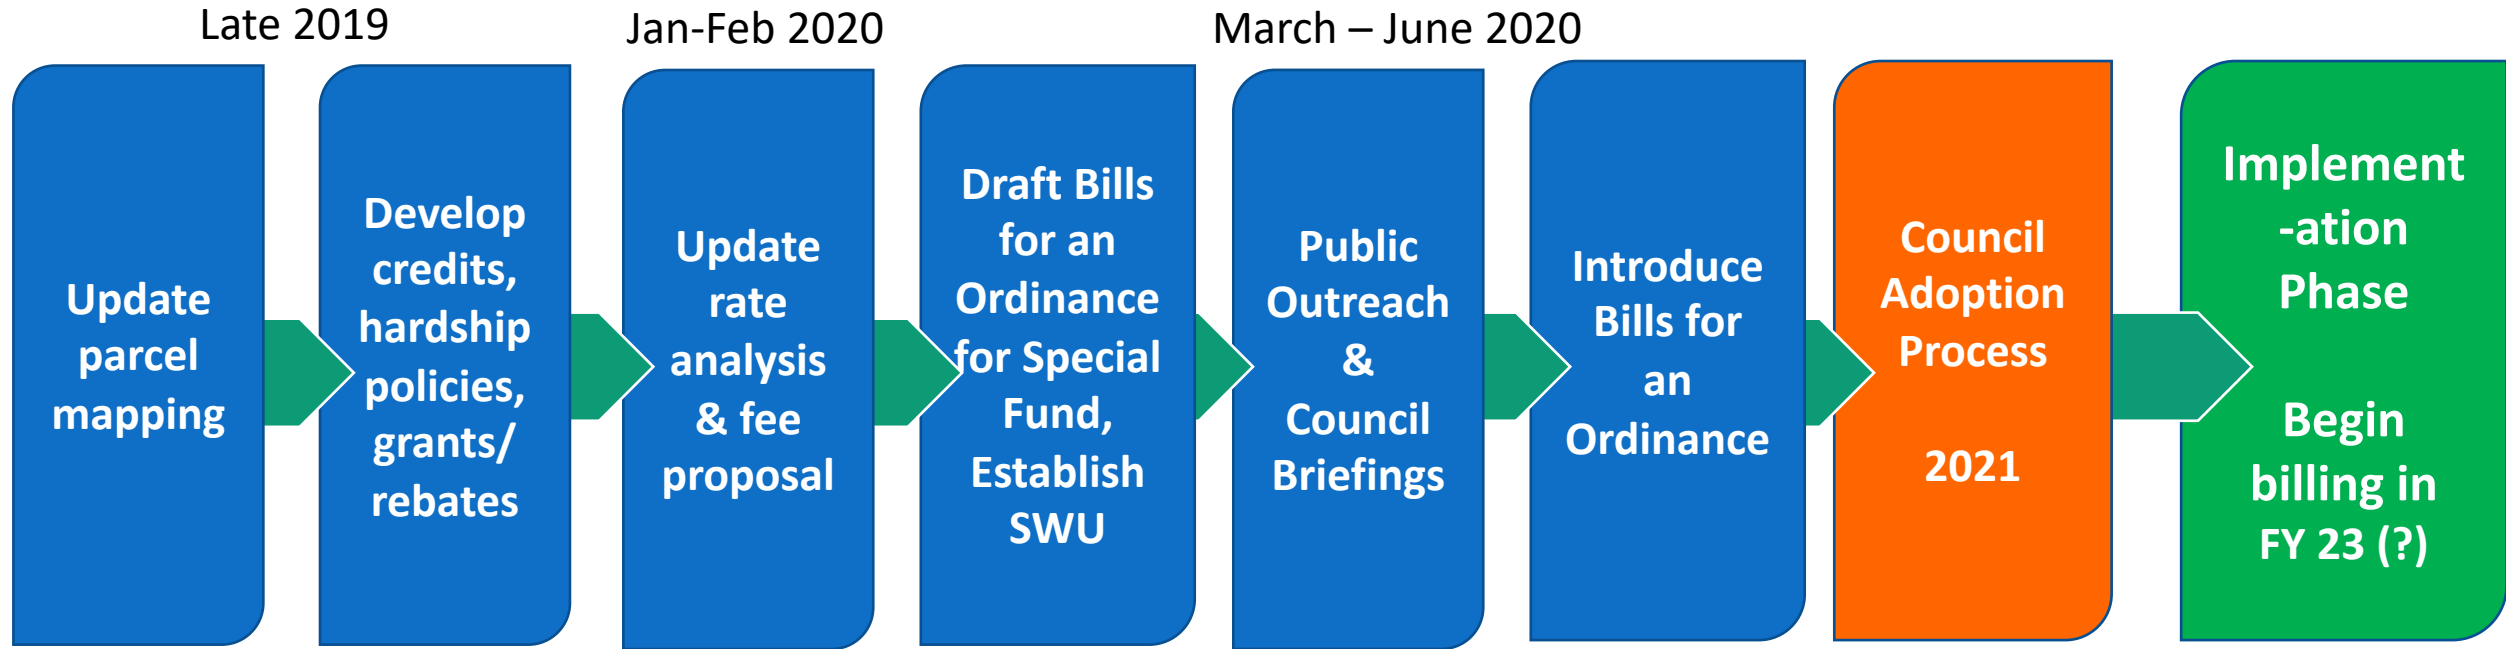 Late 2019
Jan-Feb 2020
March – June 2020
Update
parcel
mapping
Develop
credits,
hardship
policies,
grants/
rebates
Update
rate
analysis
& fee
proposal
Draft Bills
for an
Ordinance
for Special
Fund,
Establish
SWU
Public
Outreach
&
Council
Briefings
Introduce
Bills for
an
Ordinance
Council
Adoption
Process
2021
Implement
-ation
Phase
Begin
billing in
FY 23 (?)